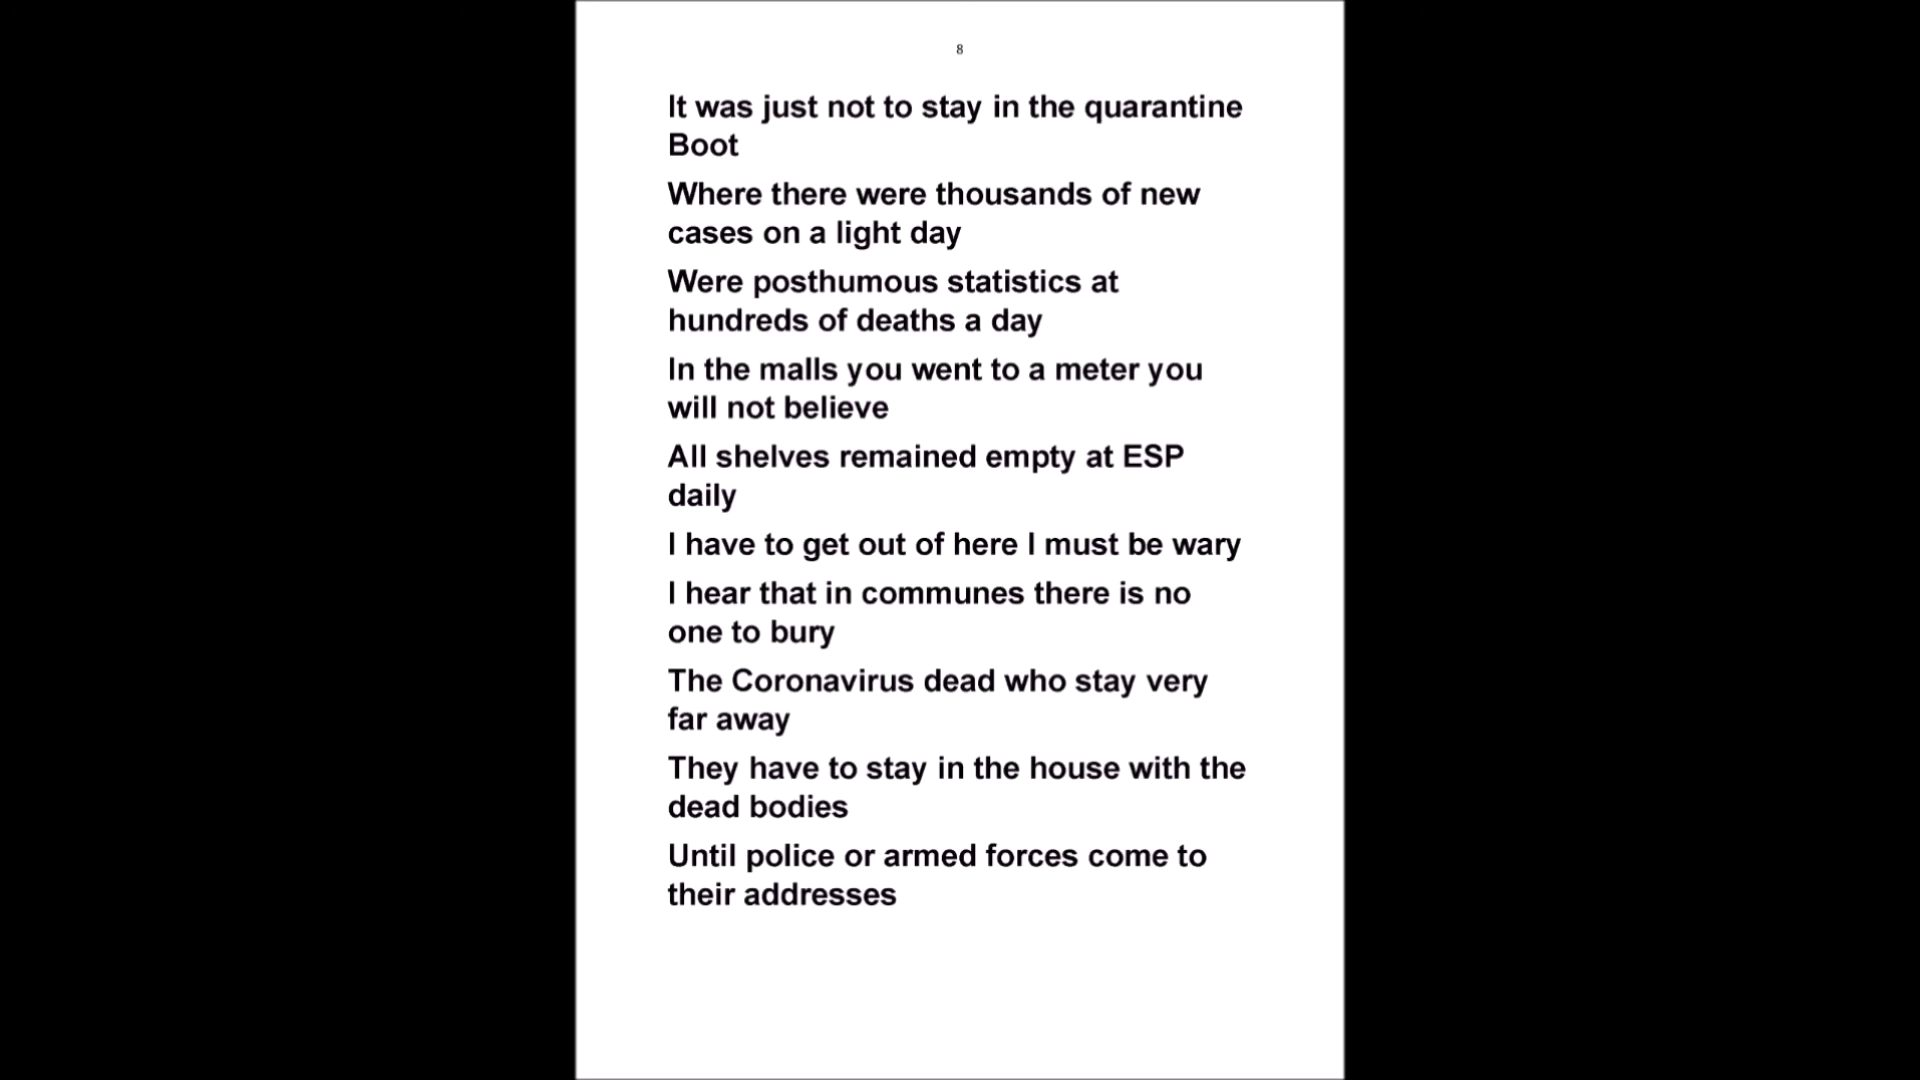 8
It was just not to stay in the quarantine
Boot
Where there were thousands of new
cases on a light day
Were posthumous statistics at
hundreds of deaths a day
In the malls you went to a meter you
will not believe
All shelves remained empty at ESP
daily
I have to get out of here I must be wary
I hear that in communes there is no
one to bury
The Coronavirus dead who stay very
far away
They have to stay in the house with the
dead bodies
Until police or armed forces come to
their addresses